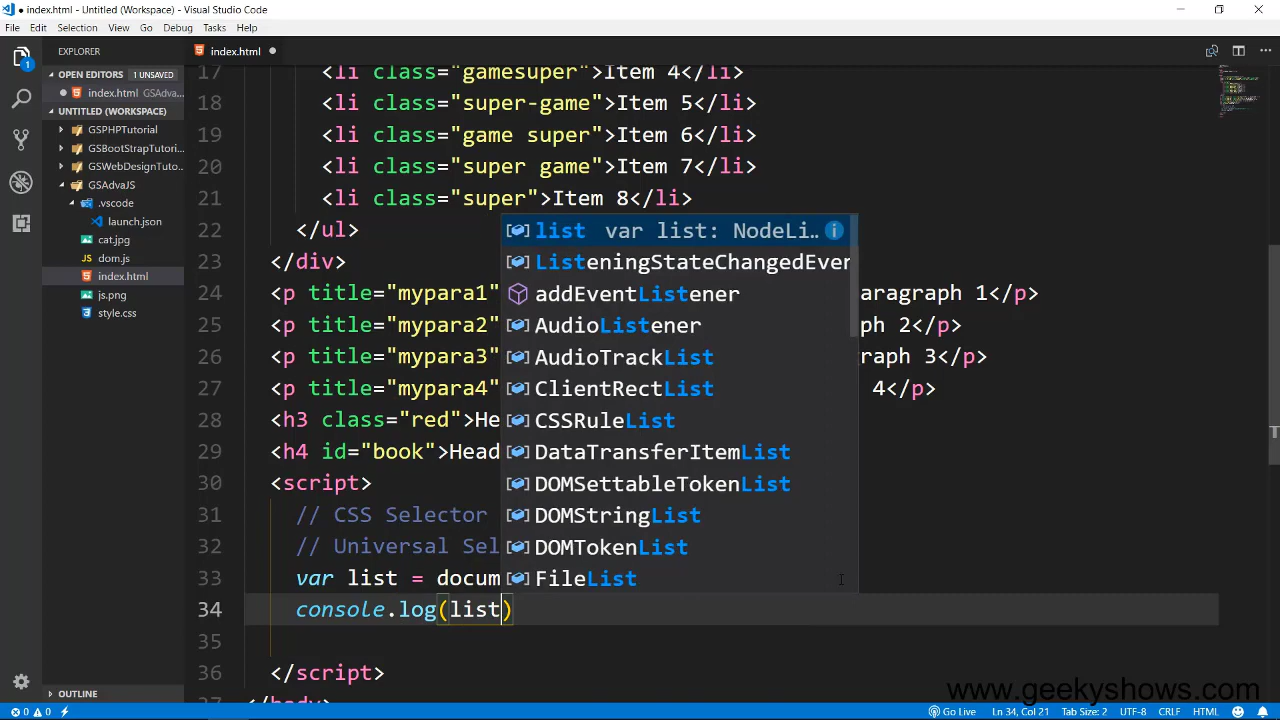 ● index.html - Untitled (Workspace) - Visual Studio Code
File Edit Selection View Go Debug Tasks Help
EXPLORER
index.html ●
OPEN EDITORS 1 UNSAVED
● index.html GSAdva...
UNTITLED (WORKSPACE)
GSPHPTutorial
GSBootStrapTutori...
GSWebDesignTuto...
GSAdvaJS
.vscode
launch.json
cat.jpg
dom.js
index.html
js.png
style.css
OUTLINE
17 <li class="gamesuper">Item 4</li>
18 <li class="super-game">Item 5</li>
19 <li class="game super">Item 6</li>
20 <li class="super game">Item 7</li>
21 <li class="super">Item 8</li>
22 </ul>
23 </div>
24 <p title="mypara1" aragraph 1</p>
25 <p title="mypara2" ph 2</p>
26 <p title="mypara3" graph 3</p>
27 <p title="mypara4" 4</p>
28 <h3 class="red">He
29 <h4 id="book">Head
30 <script>
31 // CSS Selector
32 // Universal Sel
33 var list = docum
34 console.log(list)
35
36 </script>
37 </body>
list var list: NodeLi...
ListeningStateChangedEven
addEventListener
AudioListener
AudioTrackList
ClientRectList
CSSRuleList
DataTransferItemList
DOMSettableTokenList
DOMStringList
DOMTokenList
FileList
www.geekyshows.com
0 0 Go Live Ln 34, Col 21 Tab Size: 2 UTF-8 CRLF HTML